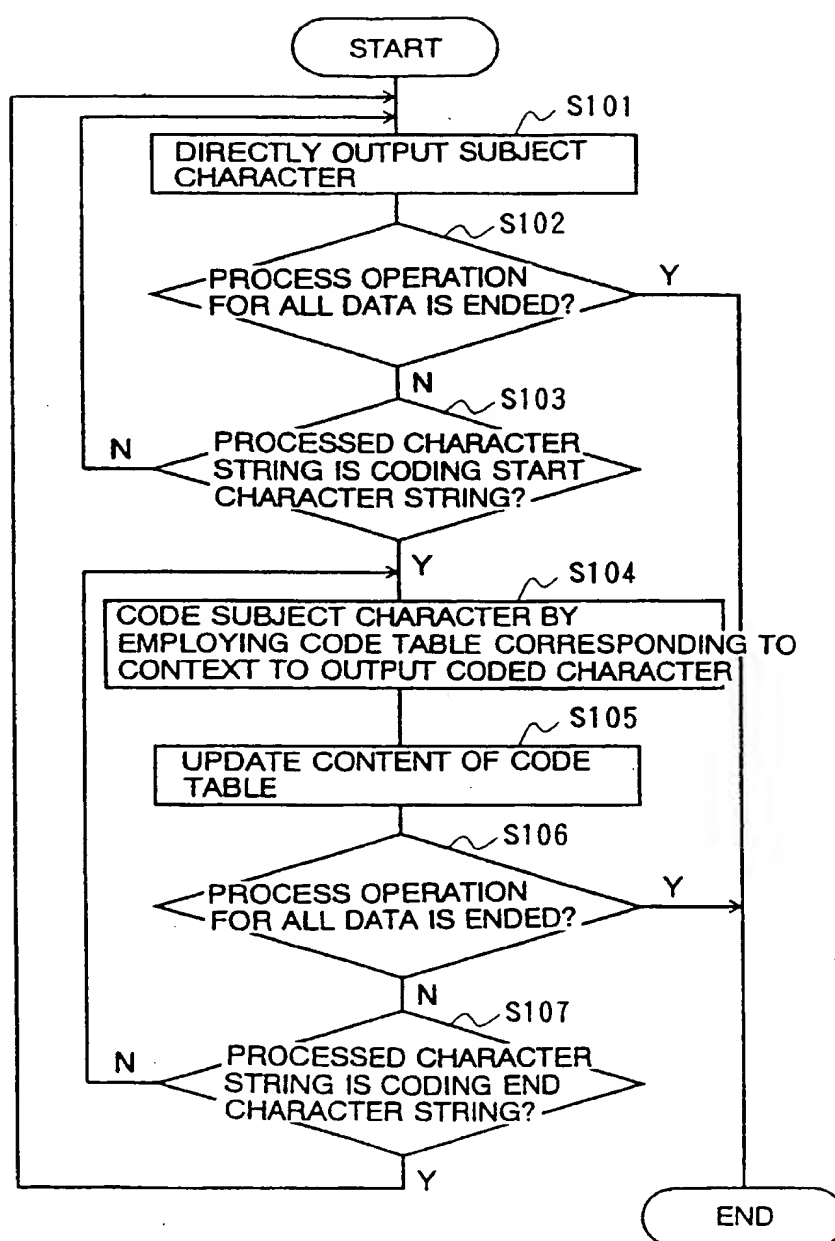 START
S101
DIRECTLY OUTPUT SUBJECT
CHARACTER
S102
PROCESS OPERATION
FOR ALL DATA IS ENDED?
Y
N
S103
PROCESSED CHARACTER
STRING IS CODING START
CHARACTER STRING?
N
Y
S104
CODE SUBJECT CHARACTER BY
EMPLOYING CODE TABLE CORRESPONDING TO
CONTEXT TO OUTPUT CODED CHARACTER
S105
UPDATE CONTENT OF CODE
TABLE
S106
PROCESS OPERATION
FOR ALL DATA IS ENDED?
Y
N
S107
PROCESSED CHARACTER
STRING IS CODING END
CHARACTER STRING?
N
Y
END